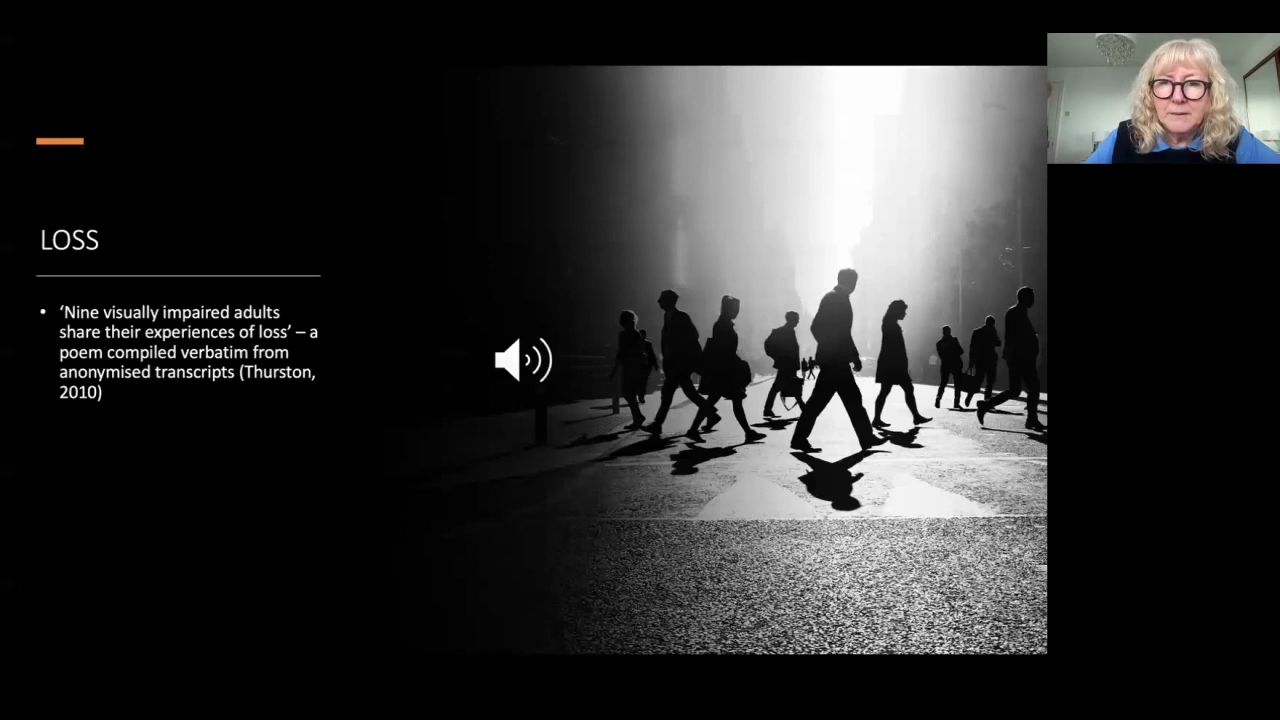 LOSS
• ‘Nine visually impaired adults
share their experiences of loss’ – a
poem compiled verbatim from
anonymised transcripts (Thurston,
2010)